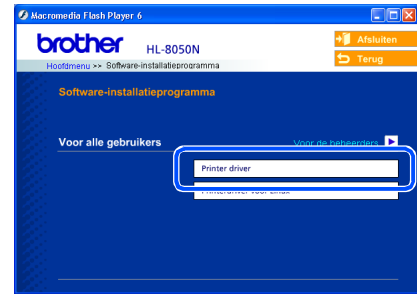 Macromedia Flash Player 6
brother HL-8050N
Afsluiten
Hoofdmenu >> Software-installatieprogramma
Terug
Software-installatieprogramma
Voor alle gebruikers
Voor de beheerders
Printer driver
Printerdriver voor Linux